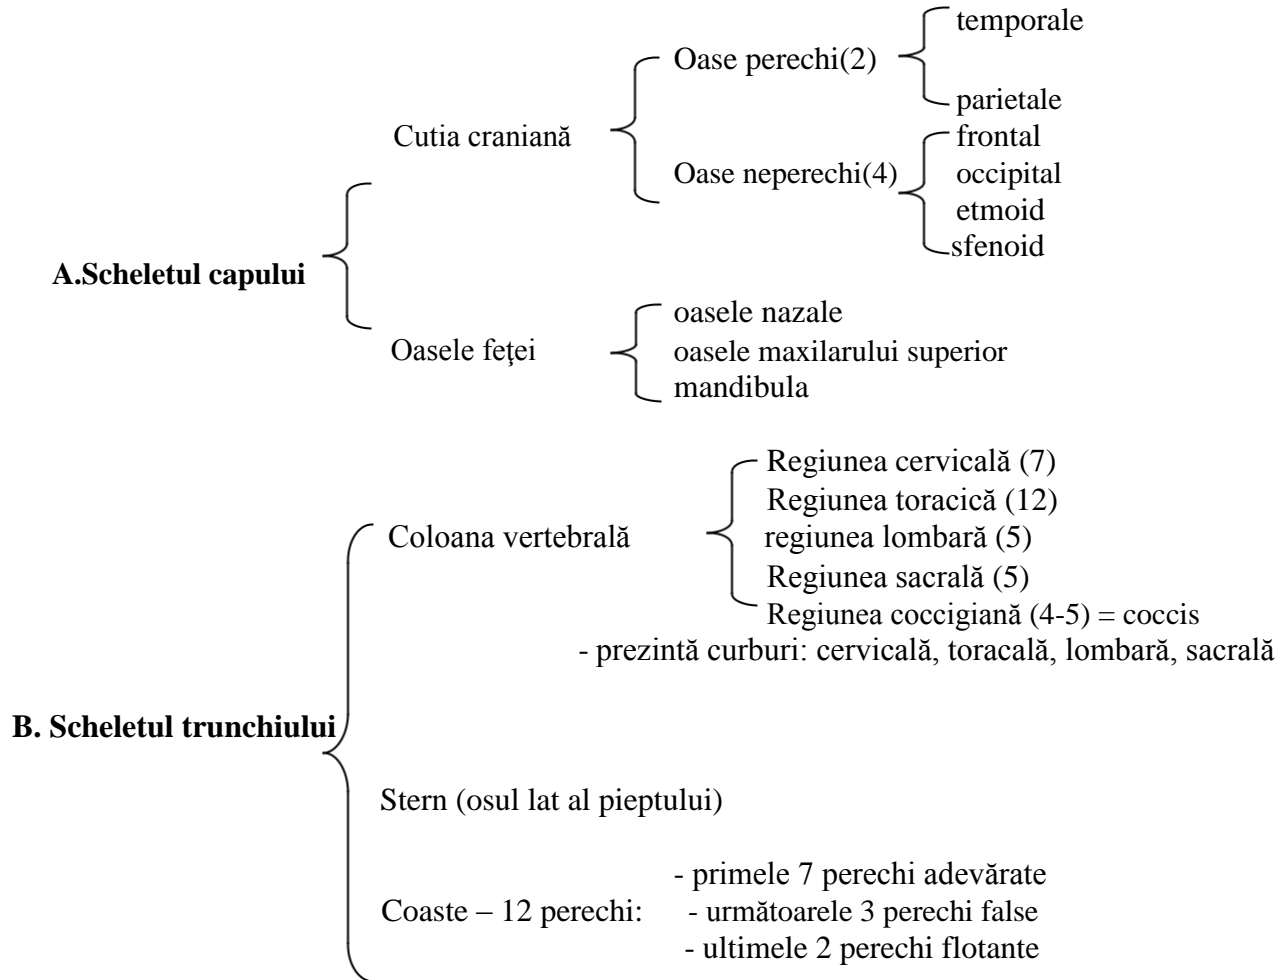 temporale
Oase perechi(2)
parietale
Cutia craniană
frontal
Oase neperechi(4)
occipital
etmoid
sfenoid
A.Scheletul capului
oasele nazale
Oasele feţei
oasele maxilarului superior
mandibula
Regiunea cervicală (7)
Regiunea toracică (12)
Coloana vertebrală
regiunea lombară (5)
Regiunea sacrală (5)
Regiunea coccigiană (4-5) = coccis
- prezintă curburi: cervicală, toracală, lombară, sacrală
B. Scheletul trunchiului
Stern (osul lat al pieptului)
- primele 7 perechi adevărate
Coaste – 12 perechi:
- următoarele 3 perechi false
- ultimele 2 perechi flotante